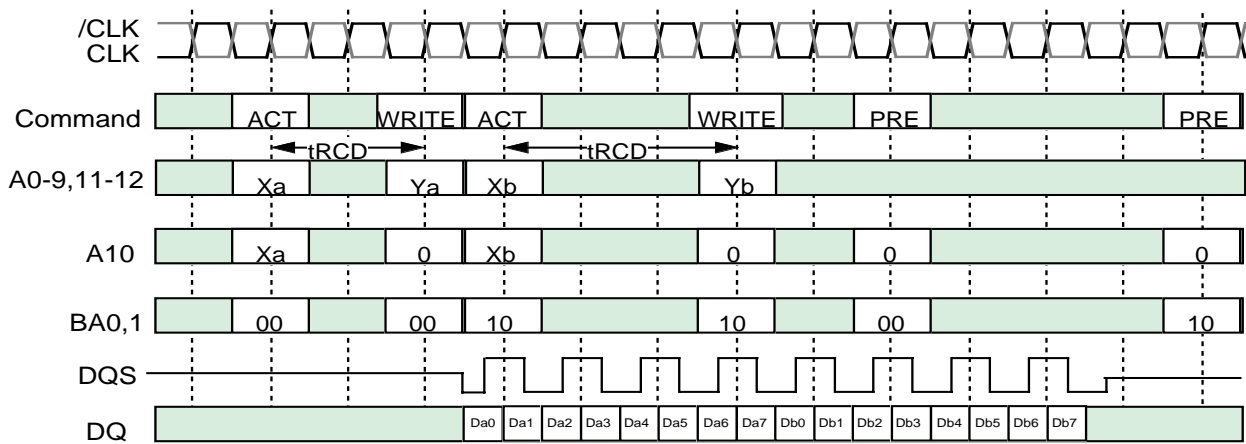 /CLK
CLK
Command ACT WRITE ACT WRITE PRE PRE
tRCD tRCD
A0-9,11-12 Xa Ya Xb Yb
A10 Xa 0 Xb 0 0 0
BA0,1 00 00 10 10 00 10
DQS
DQ Da0 Da1 Da2 Da3 Da4 Da5 Da6 Da7 Db0 Db1 Db2 Db3 Db4 Db5 Db6 Db7